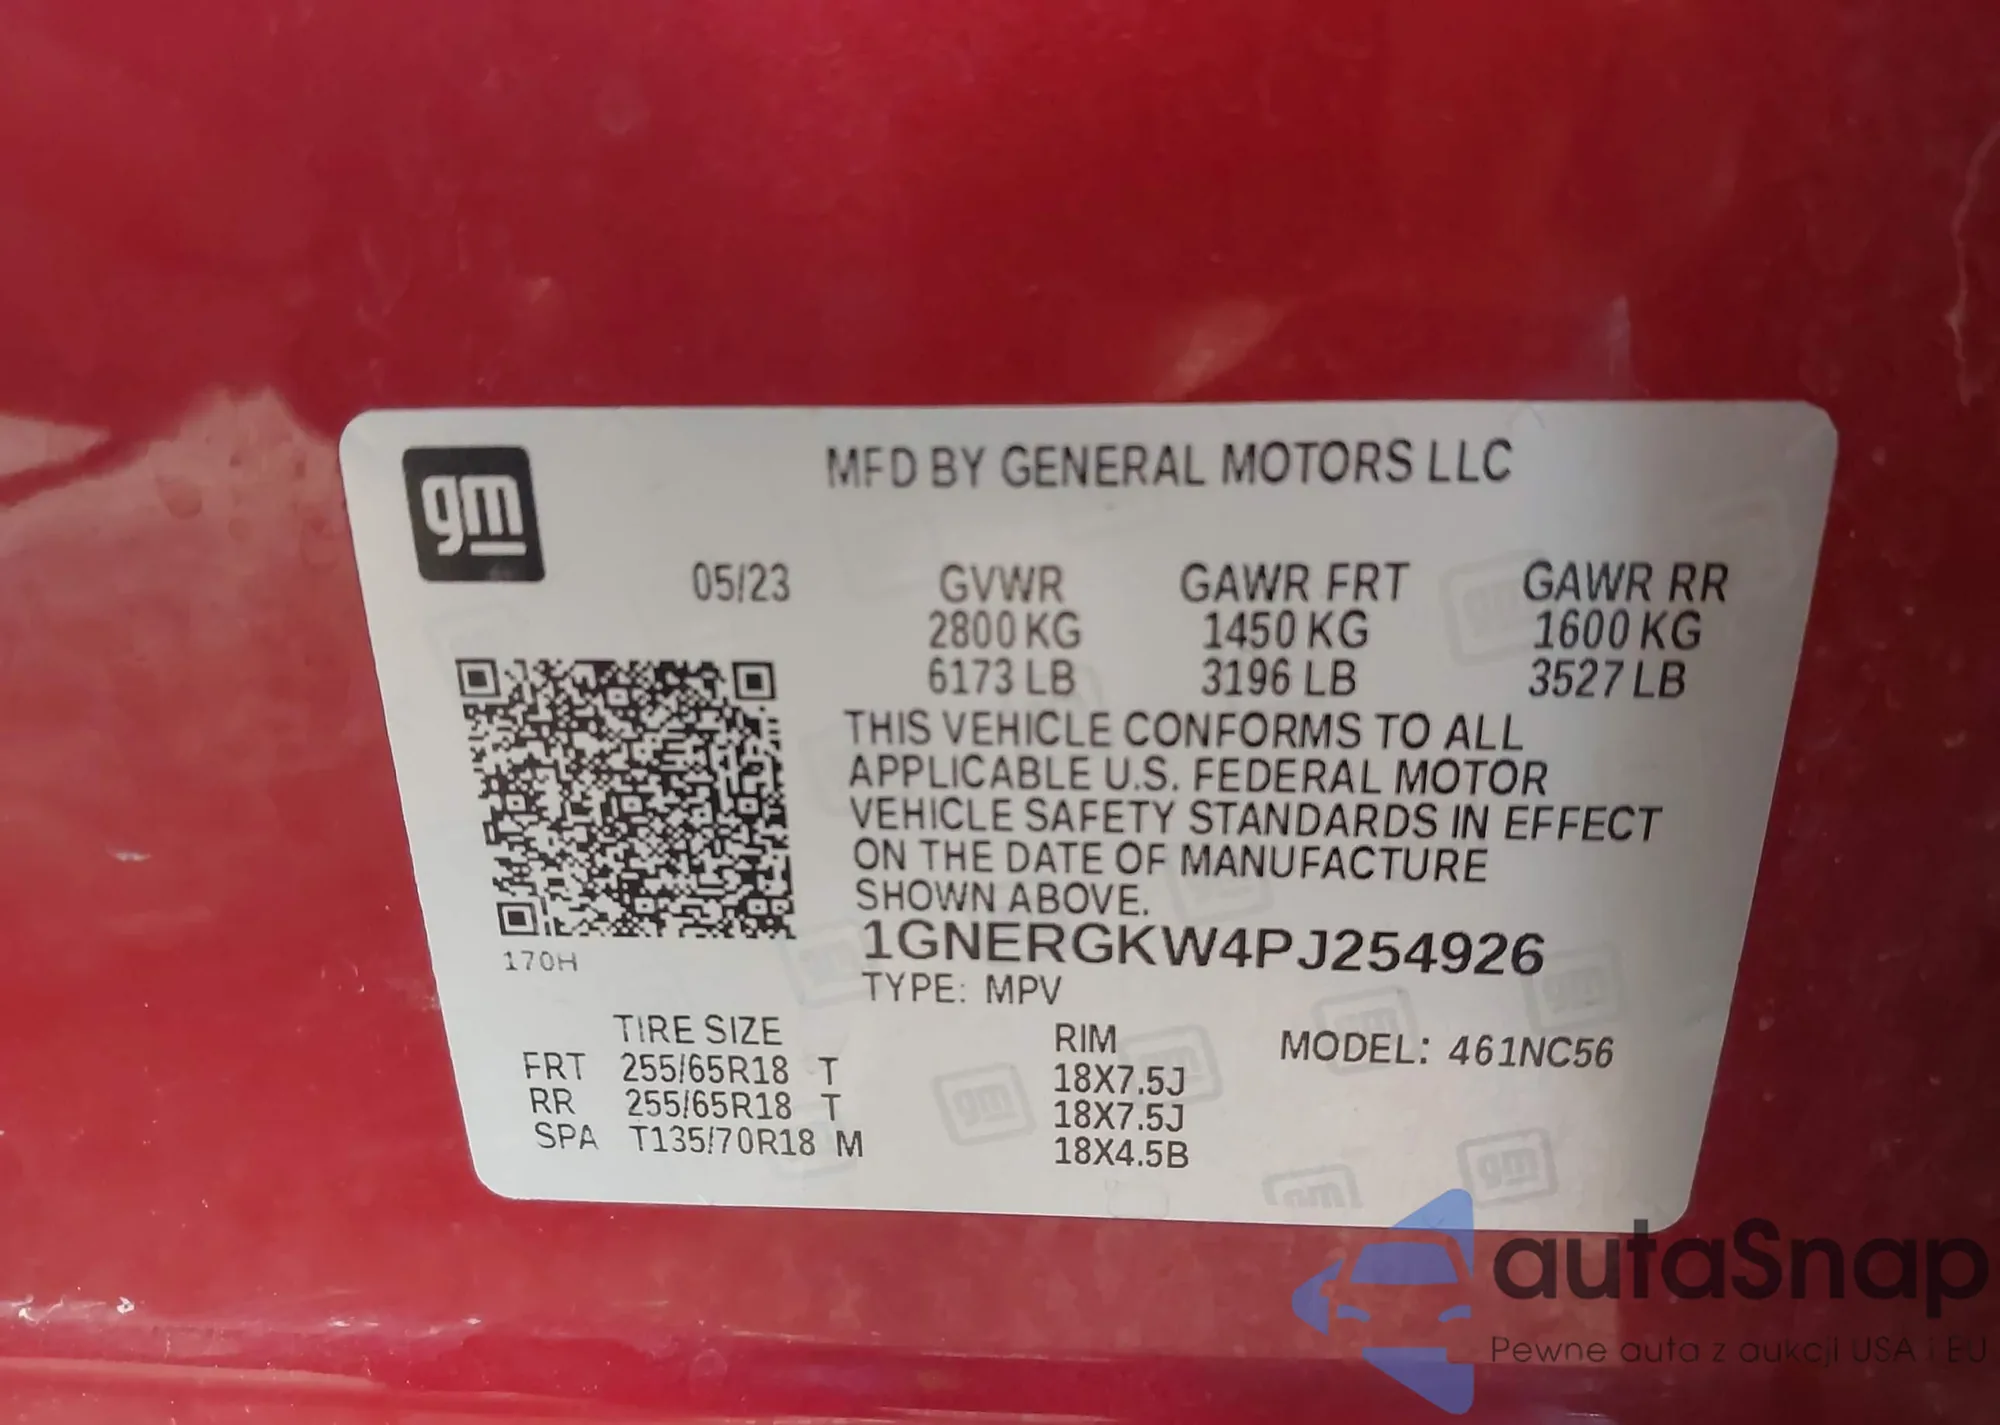 gm
MFD BY GENERAL MOTORS LLC
05/23 GVWR GAWR FRT GAWR RR
2800 KG 1450 KG 1600 KG
6173 LB 3196 LB 3527 LB
THIS VEHICLE CONFORMS TO ALL
APPLICABLE U.S. FEDERAL MOTOR
VEHICLE SAFETY STANDARDS IN EFFECT
ON THE DATE OF MANUFACTURE
SHOWN ABOVE.
1GNERGKW4PJ254926
170H
TYPE: MPV
TIRE SIZE RIM MODEL: 461NC56
FRT 255/65R18 T 18X7.5J
RR 255/65R18 T 18X7.5J
SPA T135/70R18 M 18X4.5B
gm
gm
gm
autaSnap
Pewne auta z aukcji USA i EU